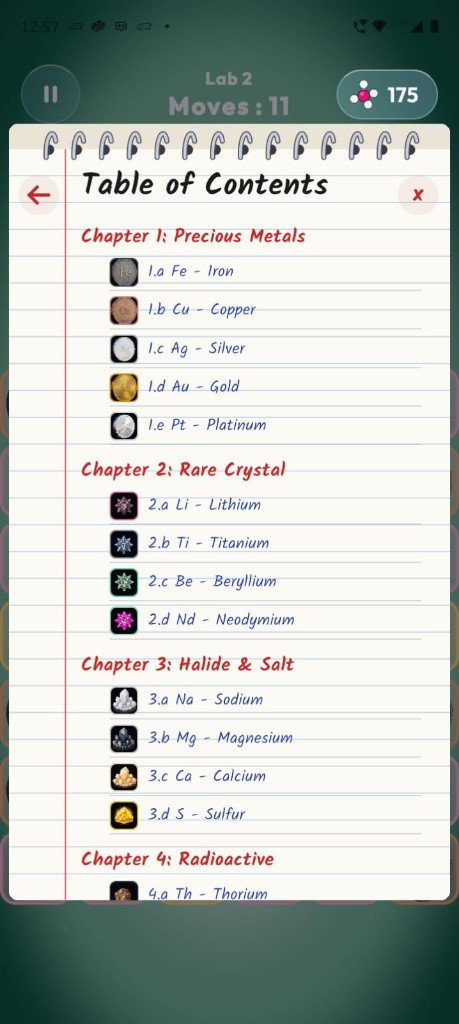 12:57
Lab 2
Moves : 11
175
Table of Contents
x
Chapter 1: Precious Metals
1.a Fe - Iron
1.b Cu - Copper
1.c Ag - Silver
1.d Au - Gold
1.e Pt - Platinum
Chapter 2: Rare Crystal
2.a Li - Lithium
2.b Ti - Titanium
2.c Be - Beryllium
2.d Nd - Neodymium
Chapter 3: Halide & Salt
3.a Na - Sodium
3.b Mg - Magnesium
3.c Ca - Calcium
3.d S - Sulfur
Chapter 4: Radioactive
4.a Th - Thorium